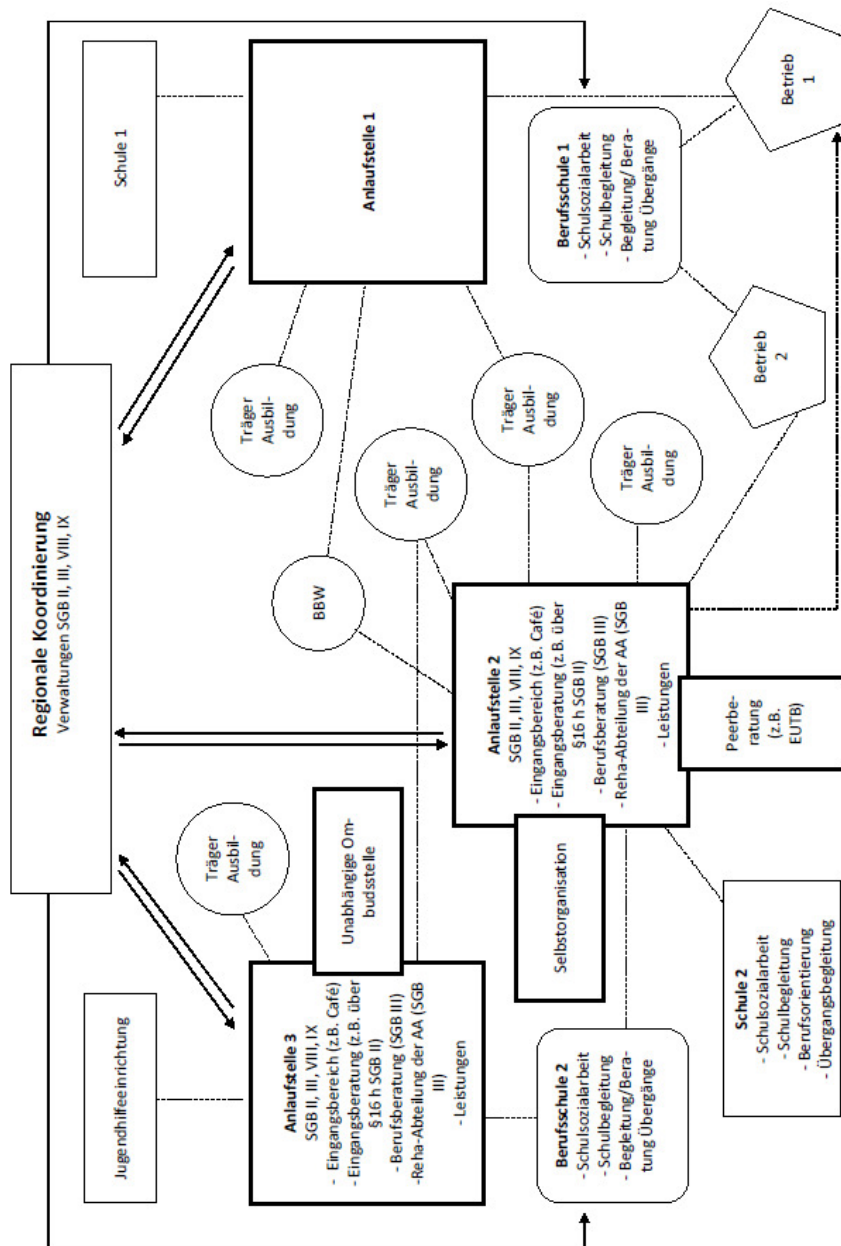 Regionale Koordinierung
Verwaltungen SGB II, III, VIII, IX
Jugendhilfeeinrichtung
Schule 1
Träger
Ausbil-
dung
Träger
Ausbil-
dung
Anlaufstelle 3
SGB II, III, VIII, IX
- Eingangsbereich (z.B. Café)
- Eingangsberatung (z.B. über
§16 h SGB II)
- Berufsberatung (SGB III)
-Reha-Abteilung der AA (SGB
III)
- Leistungen
Unabhängige Om-
budsstelle
BBW
Träger
Ausbil-
dung
Anlaufstelle 1
Träger
Ausbil-
dung
Anlaufstelle 2
SGB II, III, VIII, IX
- Eingangsbereich (z.B. Café)
- Eingangsberatung (z.B. über
§16 h SGB II)
- Berufsberatung (SGB III)
- Reha-Abteilung der AA (SGB
III)
- Leistungen
Selbstorganisation
Träger
Ausbil-
dung
Berufsschule 2
- Schulsozialarbeit
- Schulbegleitung
- Begleitung/Bera-
tung Übergänge
Berufsschule 1
- Schulsozialarbeit
- Schulbegleitung
- Begleitung/ Bera-
tung Übergänge
Peerbe-
ratung
(z.B.
EUTB)
Schule 2
- Schulsozialarbeit
- Schulbegleitung
- Berufsorientierung
- Übergangsbegleitung
Betrieb
2
Betrieb
1